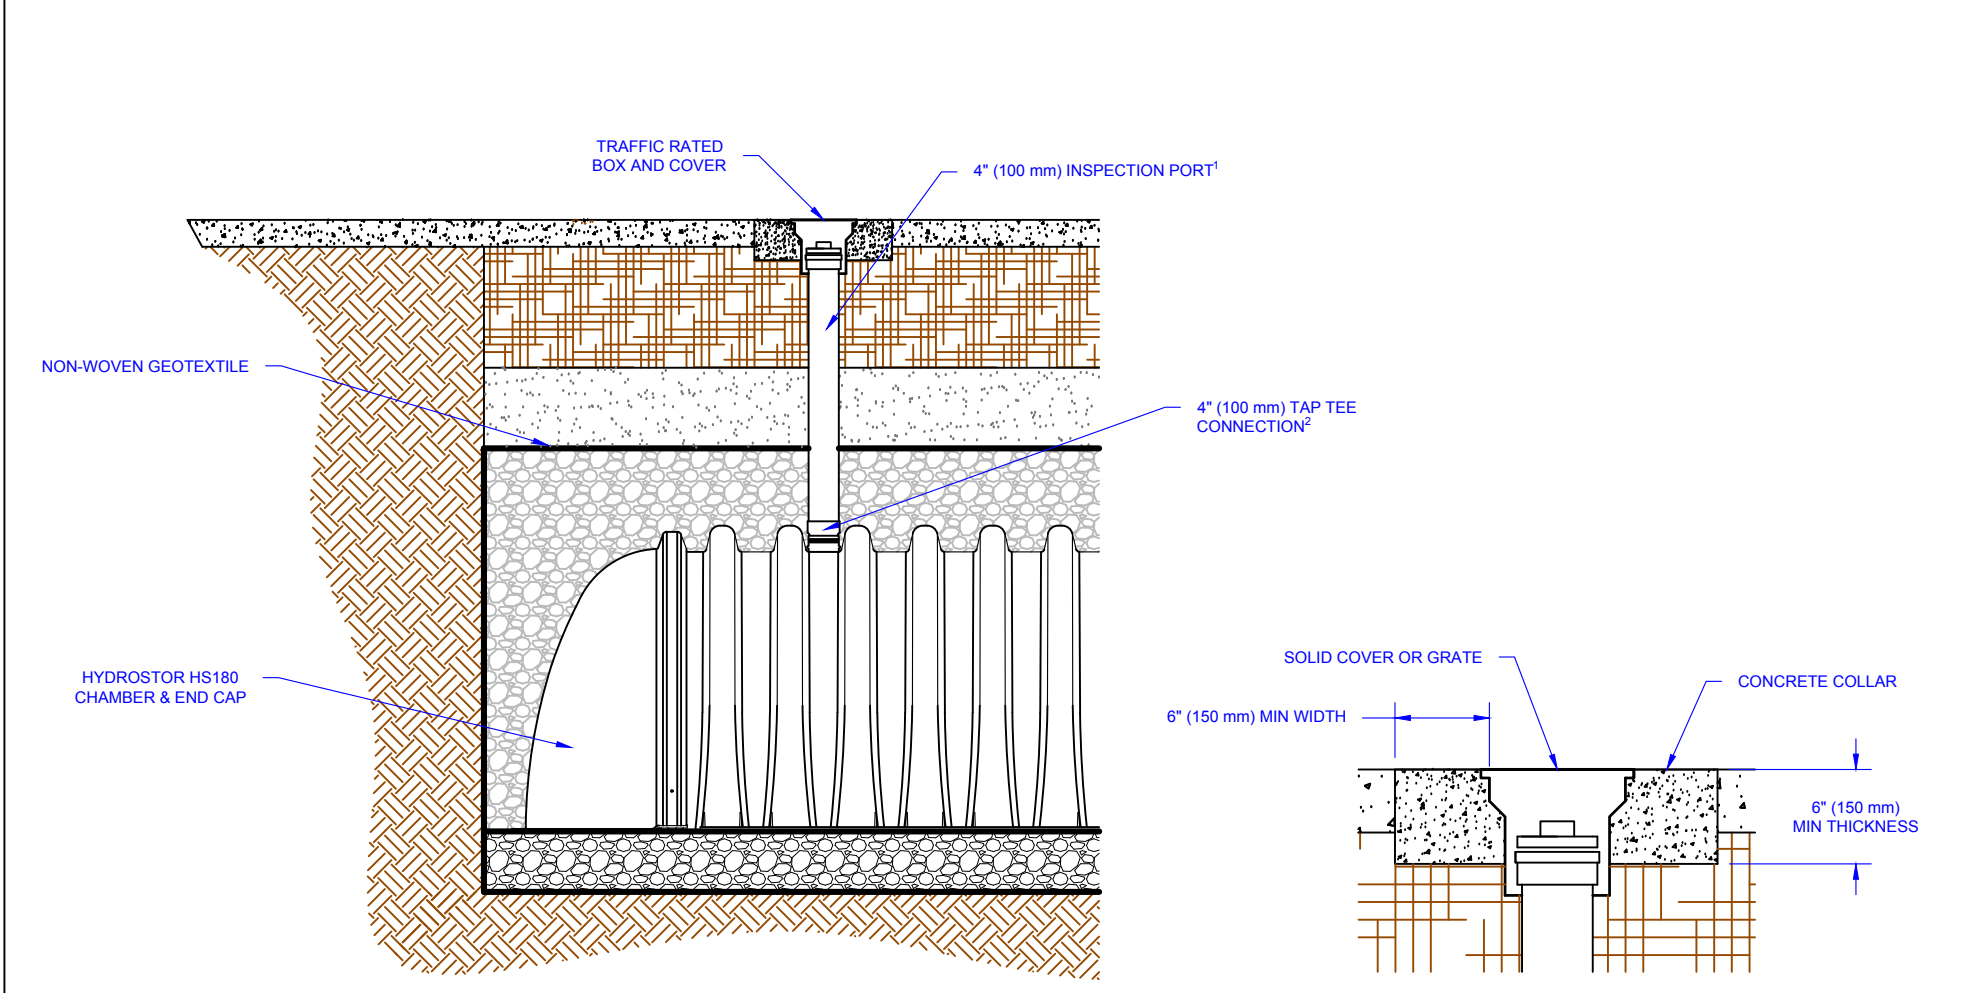 TRAFFIC RATED
BOX AND COVER
4" (100 mm) INSPECTION PORT¹
NON-WOVEN GEOTEXTILE
4" (100 mm) TAP TEE
CONNECTION²
HYDROSTOR HS180
CHAMBER & END CAP
SOLID COVER OR GRATE
CONCRETE COLLAR
6" (150 mm) MIN WIDTH
6" (150 mm)
MIN THICKNESS